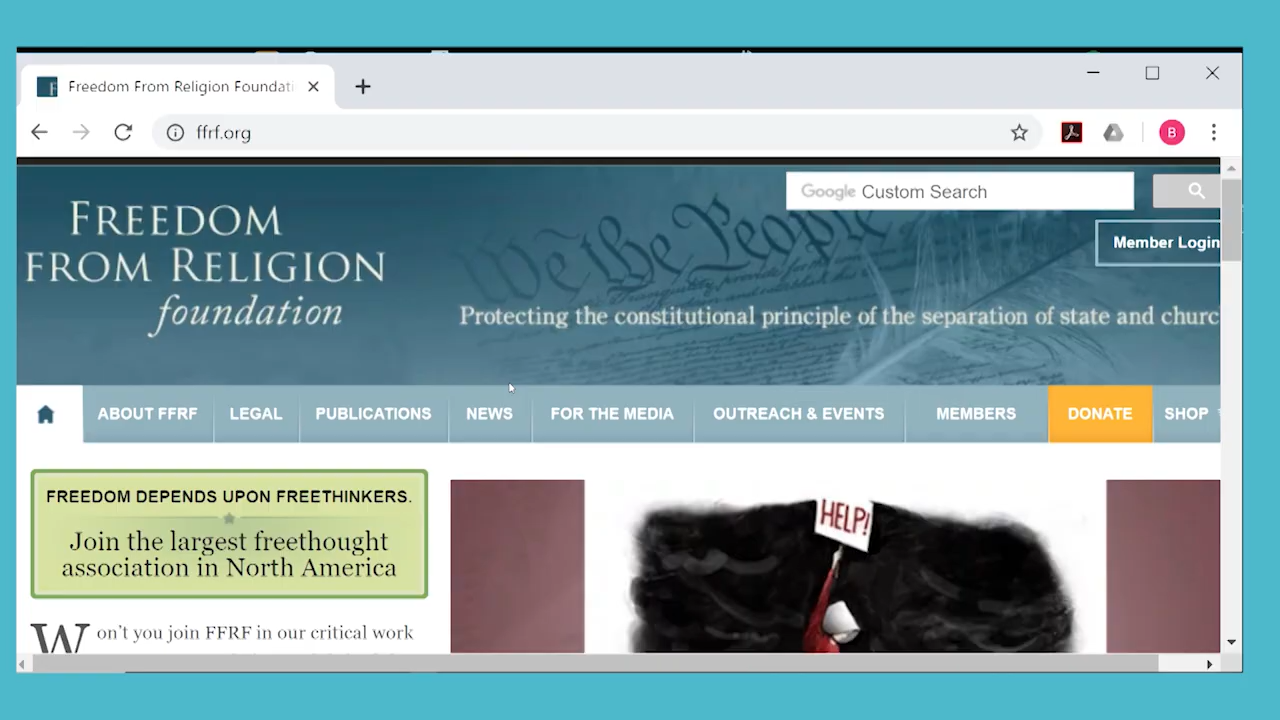 Freedom From Religion Foundati
ffrf.org
B
Google Custom Search
FREEDOM
FROM RELIGION
foundation
We the People
Member Login
Protecting the constitutional principle of the separation of state and churc
ABOUT FFRF LEGAL PUBLICATIONS NEWS FOR THE MEDIA OUTREACH & EVENTS MEMBERS DONATE SHOP
FREEDOM DEPENDS UPON FREETHINKERS.
Join the largest freethought
association in North America
HELP!
Won't you join FFRF in our critical work